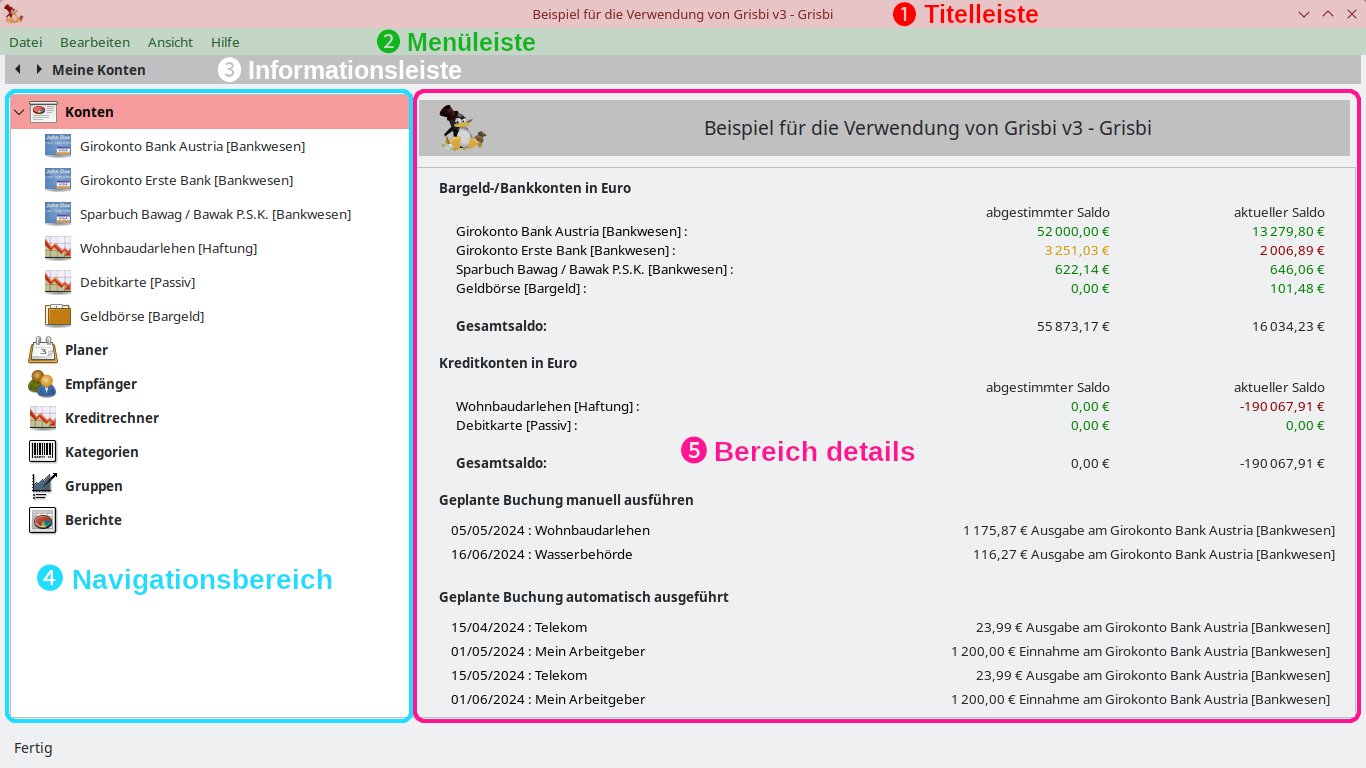 Beispiel für die Verwendung von Grisbi v3 - Grisbi ❶ Titelleiste
Datei Bearbeiten Ansicht Hilfe ❷ Menüleiste
Meine Konten ❸ Informationsleiste
Konten
Girokonto Bank Austria [Bankwesen]
Girokonto Erste Bank [Bankwesen]
Sparbuch Bawag / Bawak P.S.K. [Bankwesen]
Wohnbaudarlehen [Haftung]
Debitkarte [Passiv]
Geldbörse [Bargeld]
Planer
Empfänger
Kreditrechner
Kategorien
Gruppen
Berichte
❹ Navigationsbereich
Beispiel für die Verwendung von Grisbi v3 - Grisbi
Bargeld-/Bankkonten in Euro
abgestimmter Saldo aktueller Saldo
Girokonto Bank Austria [Bankwesen] : 52 000,00 € 13 279,80 €
Girokonto Erste Bank [Bankwesen] : 3 251,03 € 2 006,89 €
Sparbuch Bawag / Bawak P.S.K. [Bankwesen] : 622,14 € 646,06 €
Geldbörse [Bargeld] : 0,00 € 101,48 €
Gesamtsaldo: 55 873,17 € 16 034,23 €
Kreditkonten in Euro
abgestimmter Saldo aktueller Saldo
Wohnbaudarlehen [Haftung] : 0,00 € -190 067,91 €
Debitkarte [Passiv] : 0,00 € 0,00 €
❺ Bereich details
Gesamtsaldo: 0,00 € -190 067,91 €
Geplante Buchung manuell ausführen
05/05/2024 : Wohnbaudarlehen 1 175,87 € Ausgabe am Girokonto Bank Austria [Bankwesen]
16/06/2024 : Wasserbehörde 116,27 € Ausgabe am Girokonto Bank Austria [Bankwesen]
Geplante Buchung automatisch ausgeführt
15/04/2024 : Telekom 23,99 € Ausgabe am Girokonto Bank Austria [Bankwesen]
01/05/2024 : Mein Arbeitgeber 1 200,00 € Einnahme am Girokonto Bank Austria [Bankwesen]
15/05/2024 : Telekom 23,99 € Ausgabe am Girokonto Bank Austria [Bankwesen]
01/06/2024 : Mein Arbeitgeber 1 200,00 € Einnahme am Girokonto Bank Austria [Bankwesen]
Fertig